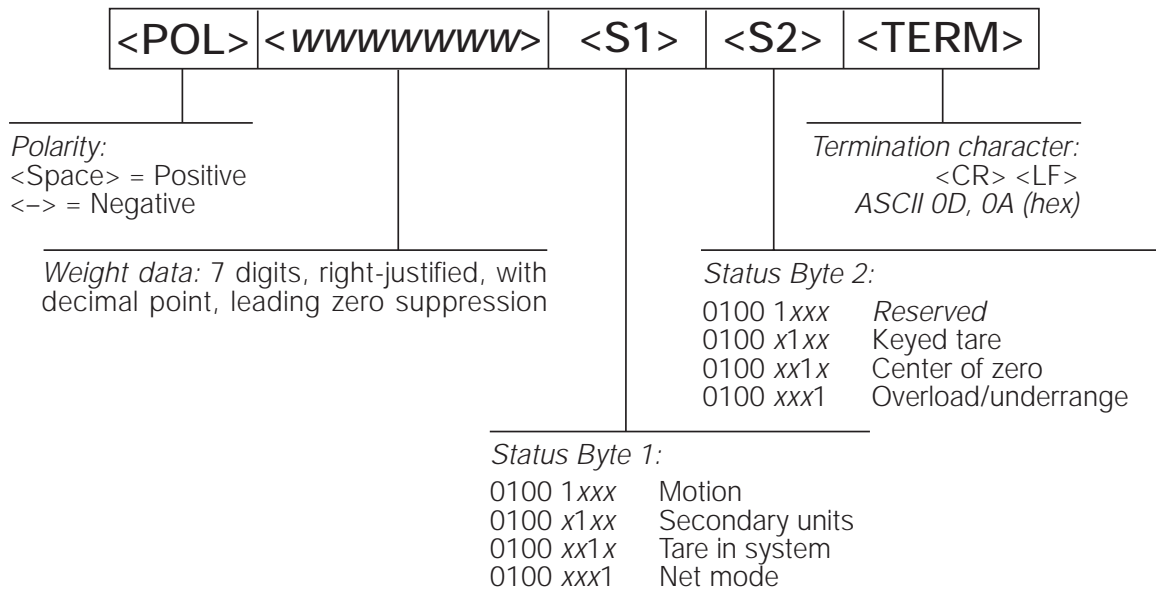 <POL> <wwwwwww> <S1> <S2> <TERM>
Polarity:
<Space> = Positive
<–> = Negative
Termination character:
<CR> <LF>
ASCII 0D, 0A (hex)
Weight data: 7 digits, right-justified, with
decimal point, leading zero suppression
Status Byte 2:
0100 1xxx Reserved
0100 x1xx Keyed tare
0100 xx1x Center of zero
0100 xxx1 Overload/underrange
Status Byte 1:
0100 1xxx Motion
0100 x1xx Secondary units
0100 xx1x Tare in system
0100 xxx1 Net mode